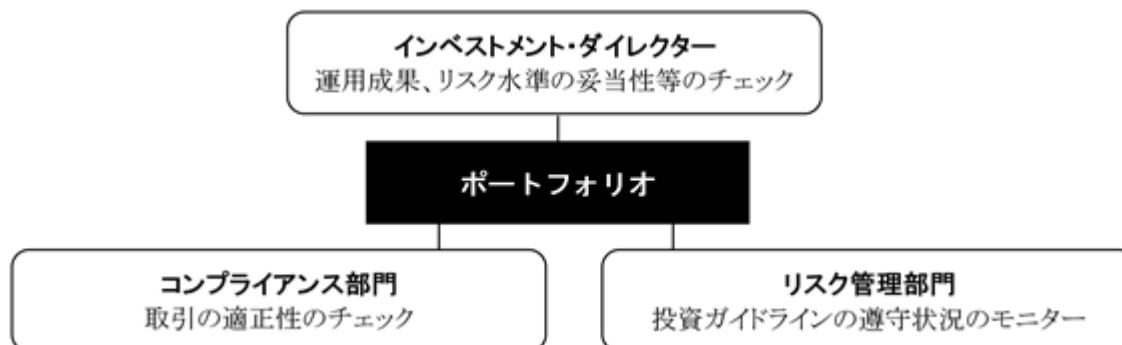 インベストメント・ダイレクター
運用成果、リスク水準の妥当性等のチェック
ポートフォリオ
コンプライアンス部門
取引の適正性のチェック
リスク管理部門
投資ガイドラインの遵守状況のモニター